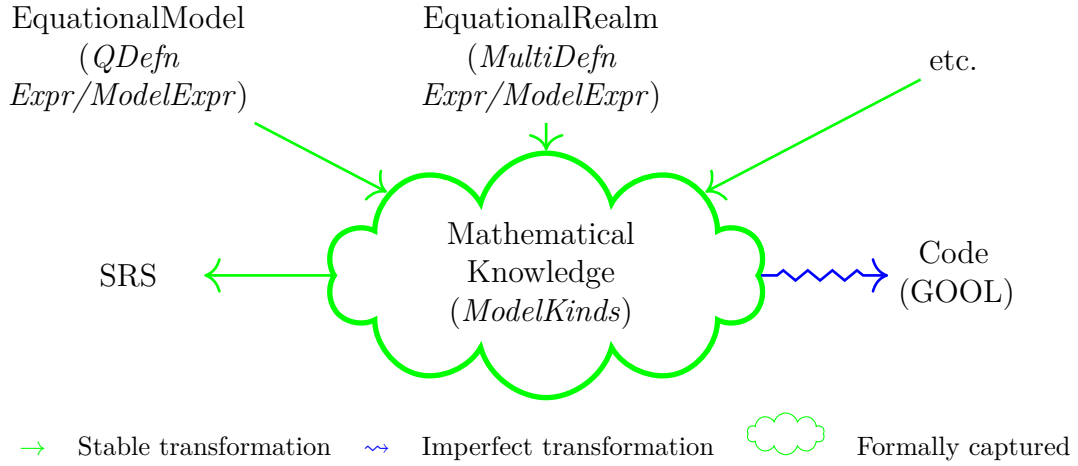 EquationalModel
(QDefn
Expr/ModelExpr)
EquationalRealm
(MultiDefn
Expr/ModelExpr)
etc.
SRS
Mathematical
Knowledge
(ModelKinds)
Code
(GOOL)
Stable transformation
Imperfect transformation
Formally captured